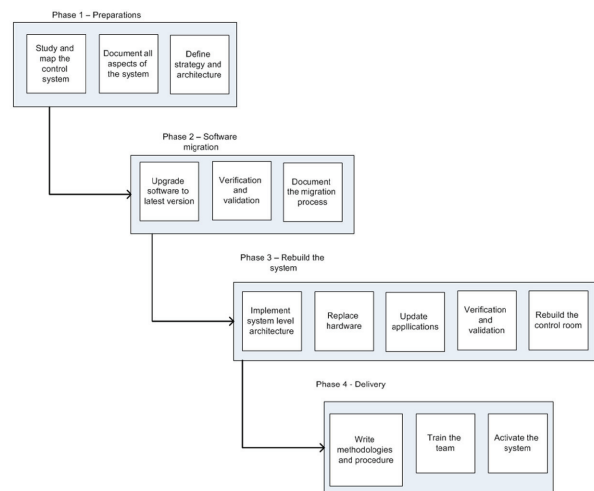 Phase 1 – Preparations
Study and
map the
control
system
Document all
aspects of
the system
Define
strategy and
architecture
Phase 2 – Software
migration
Upgrade
software to
latest version
Verification
and
validation
Document
the migration
process
Phase 3 – Rebuild the
system
Implement
system level
architecture
Replace
hardware
Update
appllications
Verification
and
validation
Rebuild the
control room
Phase 4 - Delivery
Write
methodologies
and procedure
Train the
team
Activate the
system